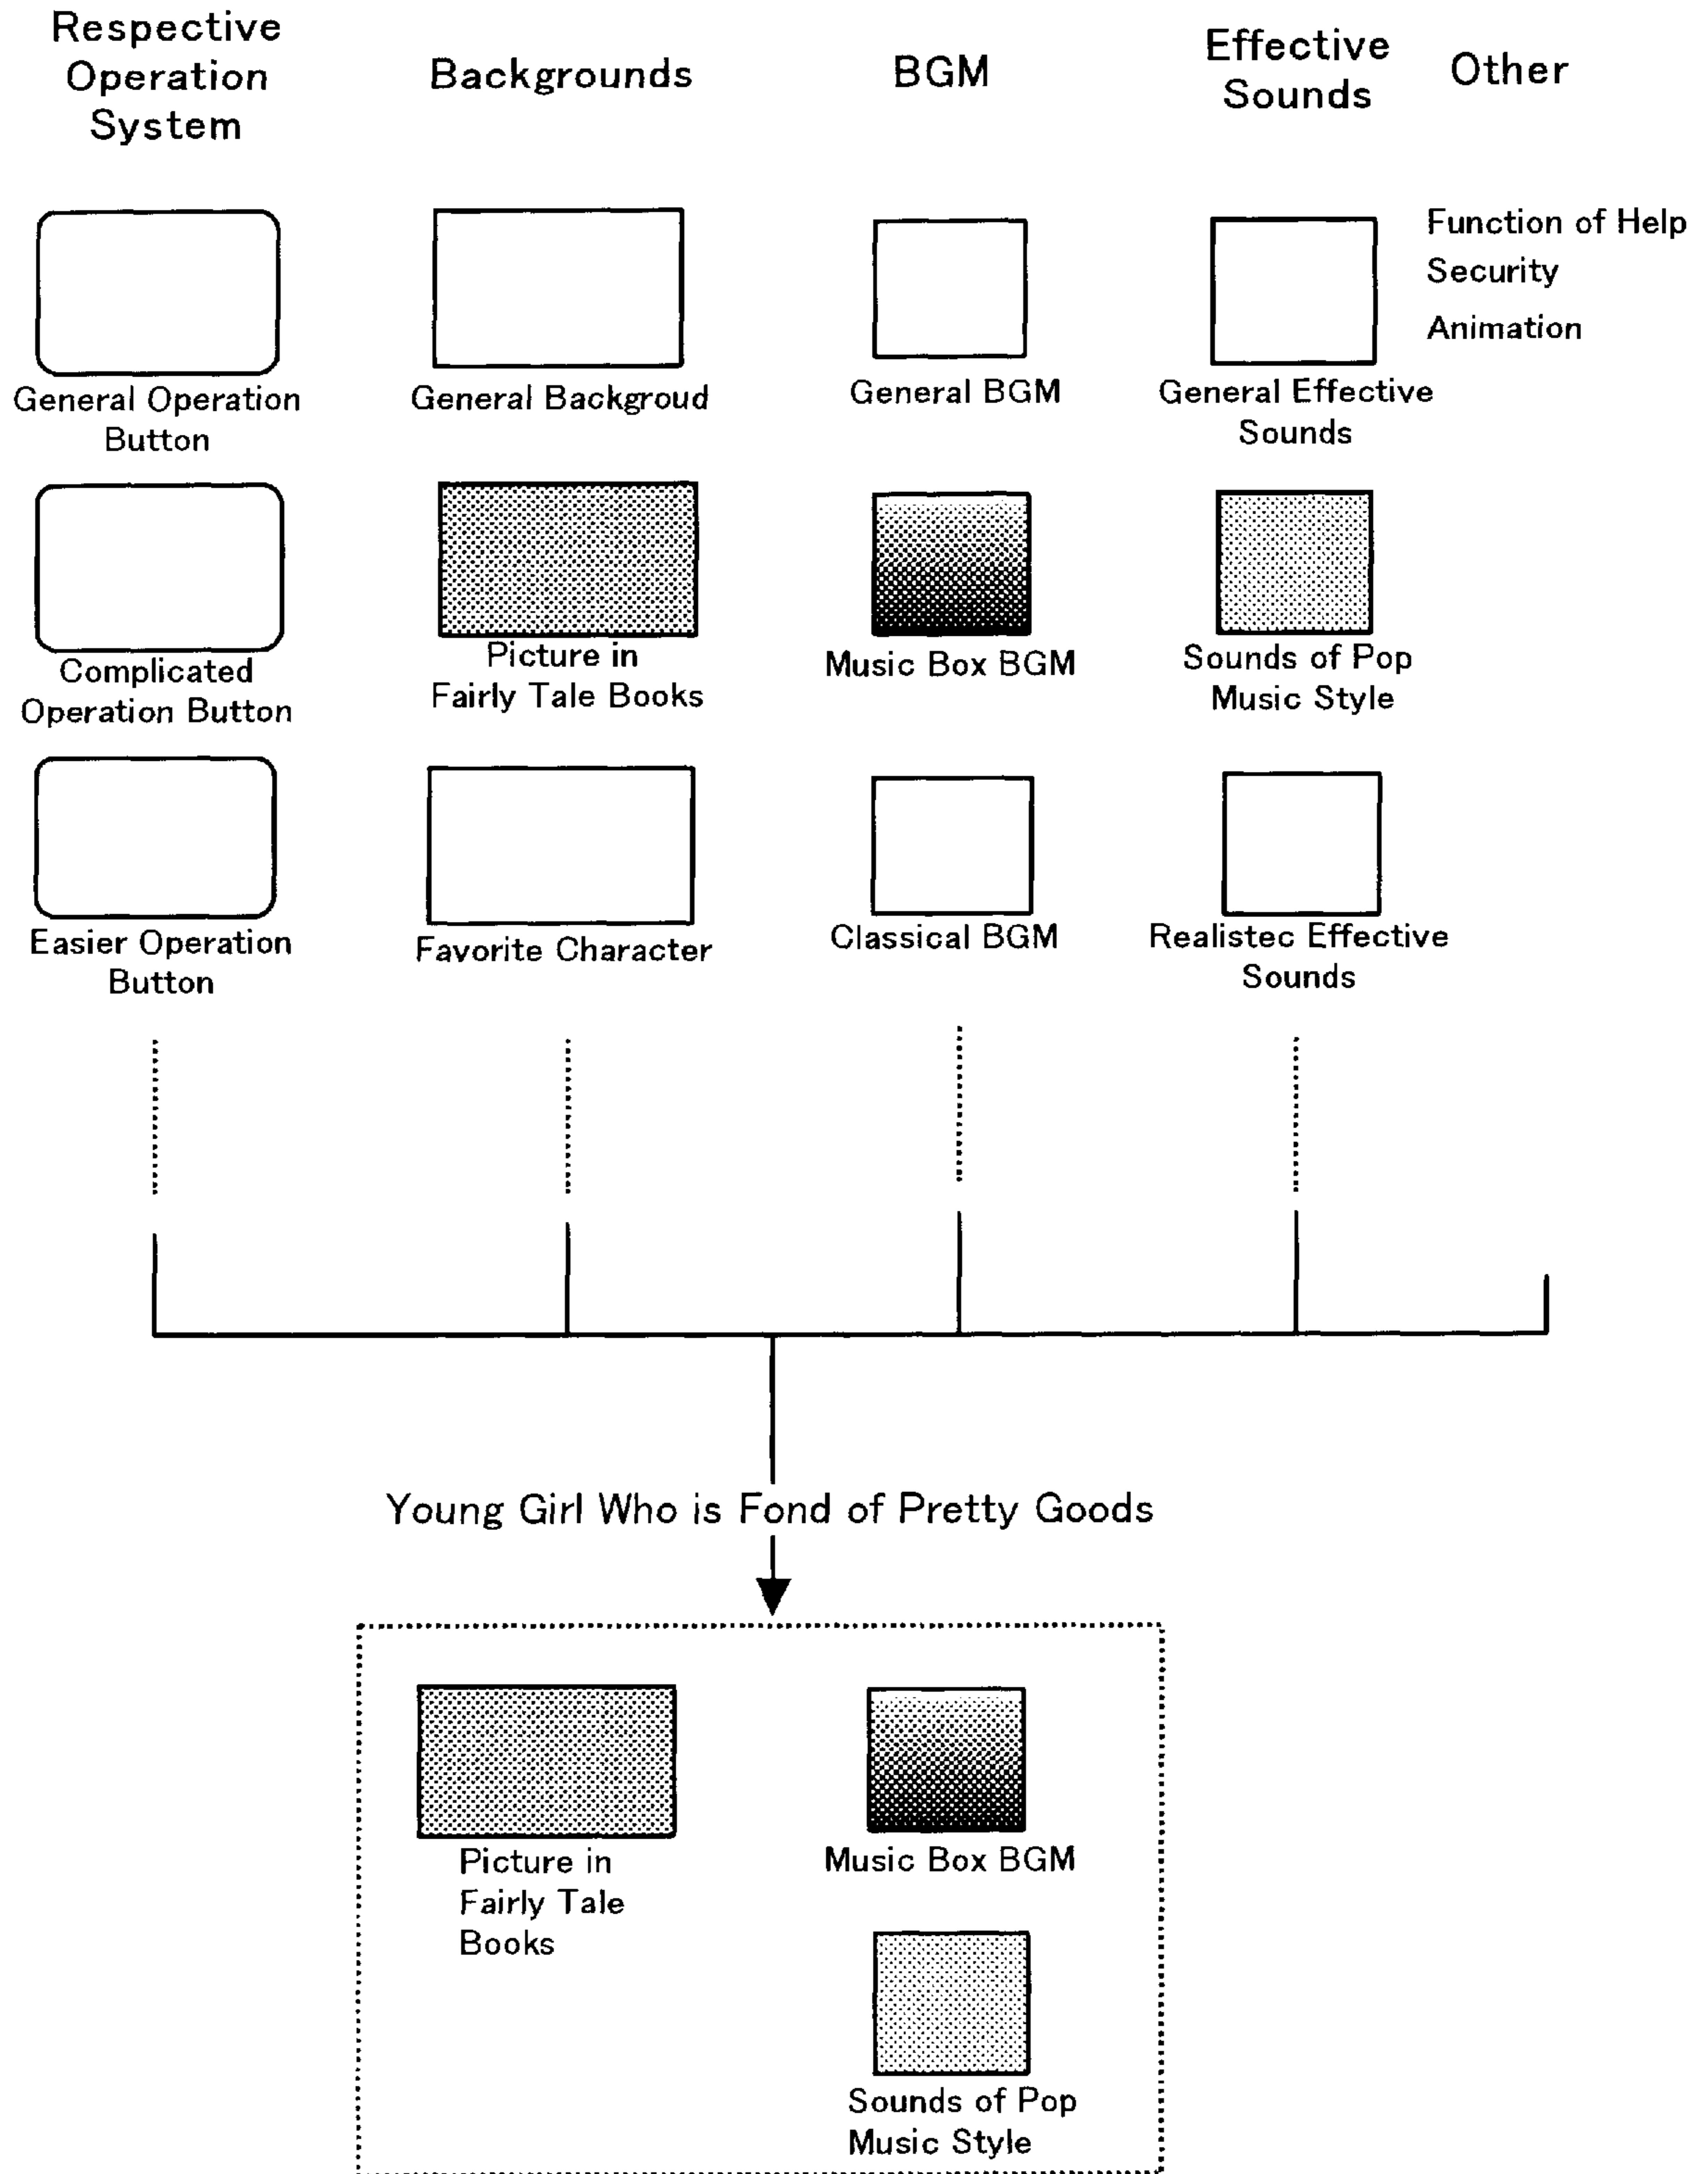 Respective
Operation
System
Backgrounds
BGM
Effective
Sounds
Other
General Operation
Button
General Backgroud
General BGM
General Effective
Sounds
Function of Help
Security
Animation
Complicated
Operation Button
Picture in
Fairly Tale Books
Music Box BGM
Sounds of Pop
Music Style
Easier Operation
Button
Favorite Character
Classical BGM
Realistec Effective
Sounds
Young Girl Who is Fond of Pretty Goods
Picture in
Fairly Tale
Books
Music Box BGM
Sounds of Pop
Music Style